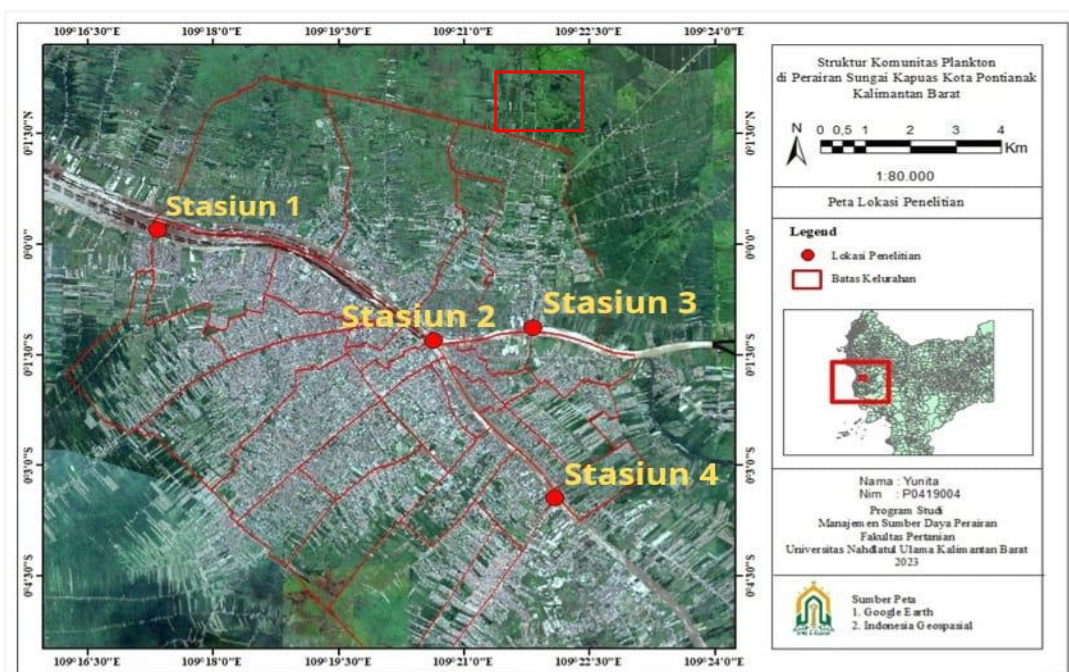 109°16'30"E 109°18'0"E 109°19'30"E 109°21'0"E 109°22'30"E 109°24'0"E
0°1'30"N
0°0'0"
0°1'30"S
0°3'0"S
0°4'30"S
Stasiun 1
Stasiun 2
Stasiun 3
Stasiun 4
0°1'30"N
0°0'0"
0°1'30"S
0°3'0"S
0°4'30"S
109°16'30"E 109°18'0"E 109°19'30"E 109°21'0"E 109°22'30"E 109°24'0"E
Struktur Komunitas Plankton
di Perairan Sungai Kapuas Kota Pontianak
Kalimantan Barat
N
0 0,5 1 2 3 4
Km
1:80.000
Peta Lokasi Penelitian
Legend
Lokasi Penelitian
Batas Kelurahan
Nama : Yunita
Nim : P0419004
Program Studi
Manajemen Sumber Daya Perairan
Fakultas Pertanian
Universitas Nahdlatul Ulama Kalimantan Barat
2023
Sumber Peta
1. Google Earth
2. Indonesia Geospasial